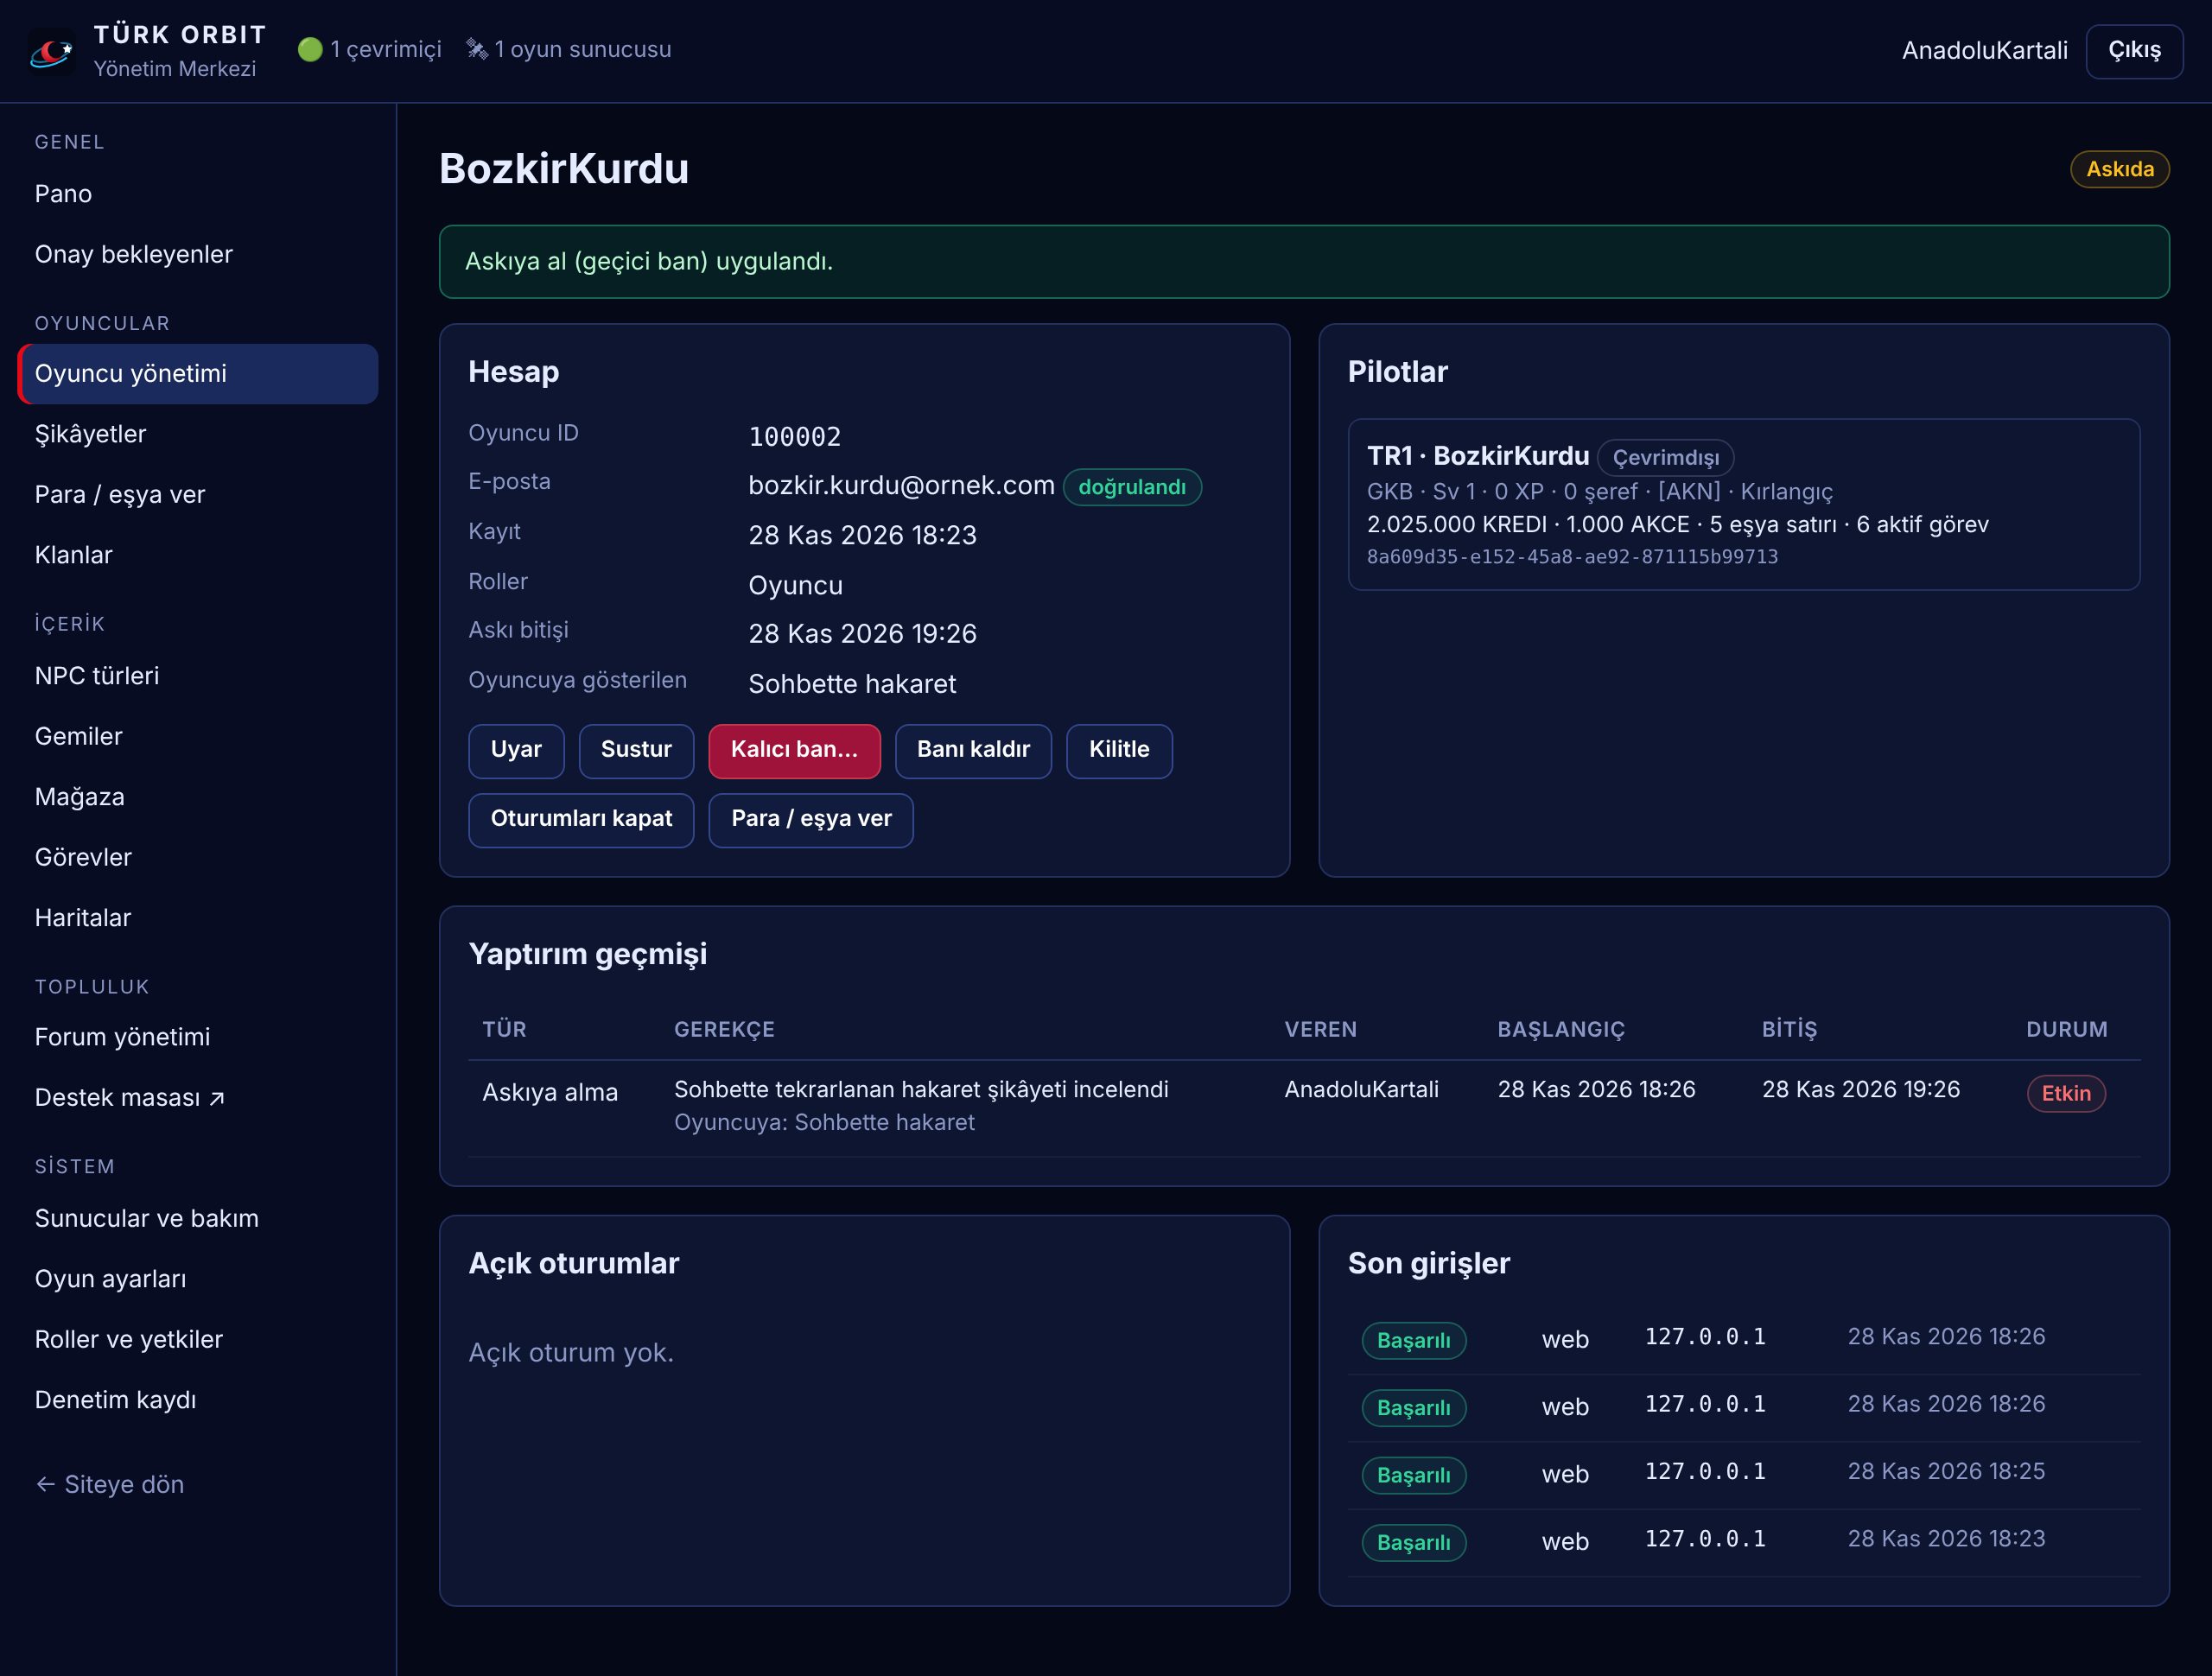 TÜRK ORBIT
Yönetim Merkezi
1 çevrimiçi
1 oyun sunucusu
AnadoluKartali
Çıkış
GENEL
Pano
Onay bekleyenler
OYUNCULAR
Oyuncu yönetimi
Şikâyetler
Para / eşya ver
Klanlar
İÇERİK
NPC türleri
Gemiler
Mağaza
Görevler
Haritalar
TOPLULUK
Forum yönetimi
Destek masası ↗
SİSTEM
Sunucular ve bakım
Oyun ayarları
Roller ve yetkiler
Denetim kaydı
← Siteye dön
BozkirKurdu
Askıda
Askıya al (geçici ban) uygulandı.
Hesap
Oyuncu ID 100002
E-posta bozkir.kurdu@ornek.com doğrulandı
Kayıt 28 Kas 2026 18:23
Roller Oyuncu
Askı bitişi 28 Kas 2026 19:26
Oyuncuya gösterilen Sohbette hakaret
Uyar Sustur Kalıcı ban... Banı kaldır Kilitle
Oturumları kapat Para / eşya ver
Pilotlar
TR1 · BozkirKurdu Çevrimdışı
GKB · Sv 1 · 0 XP · 0 şeref · [AKN] · Kırlangıç
2.025.000 KREDI · 1.000 AKCE · 5 eşya satırı · 6 aktif görev
8a609d35-e152-45a8-ae92-871115b99713
Yaptırım geçmişi
TÜR GEREKÇE VEREN BAŞLANGIÇ BİTİŞ DURUM
Askıya alma Sohbette tekrarlanan hakaret şikâyeti incelendi AnadoluKartali 28 Kas 2026 18:26 28 Kas 2026 19:26 Etkin
Oyuncuya: Sohbette hakaret
Açık oturumlar
Açık oturum yok.
Son girişler
Başarılı web 127.0.0.1 28 Kas 2026 18:26
Başarılı web 127.0.0.1 28 Kas 2026 18:26
Başarılı web 127.0.0.1 28 Kas 2026 18:25
Başarılı web 127.0.0.1 28 Kas 2026 18:23